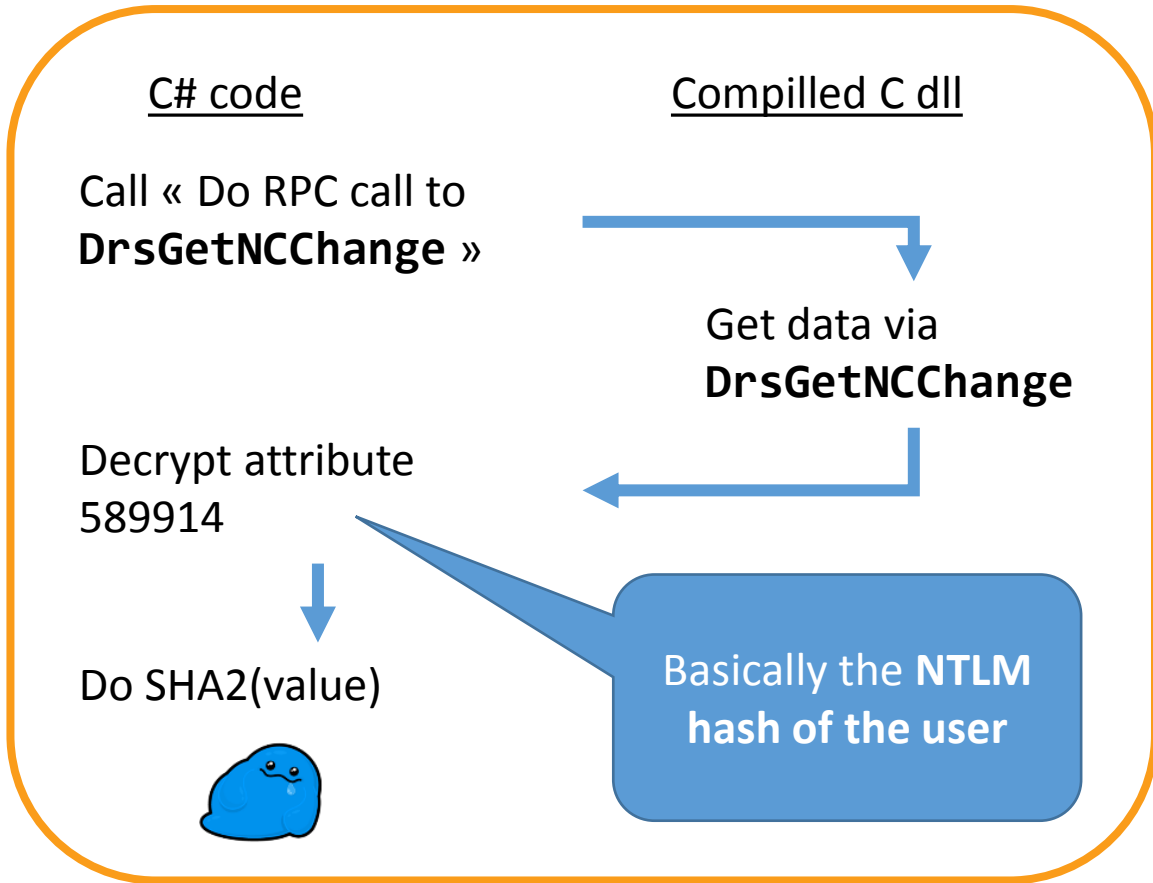 C# code
Compilled C dll
Call « Do RPC call to
DrsGetNCChange »
Get data via
DrsGetNCChange
Decrypt attribute
589914
Basically the NTLM
hash of the user
Do SHA2(value)